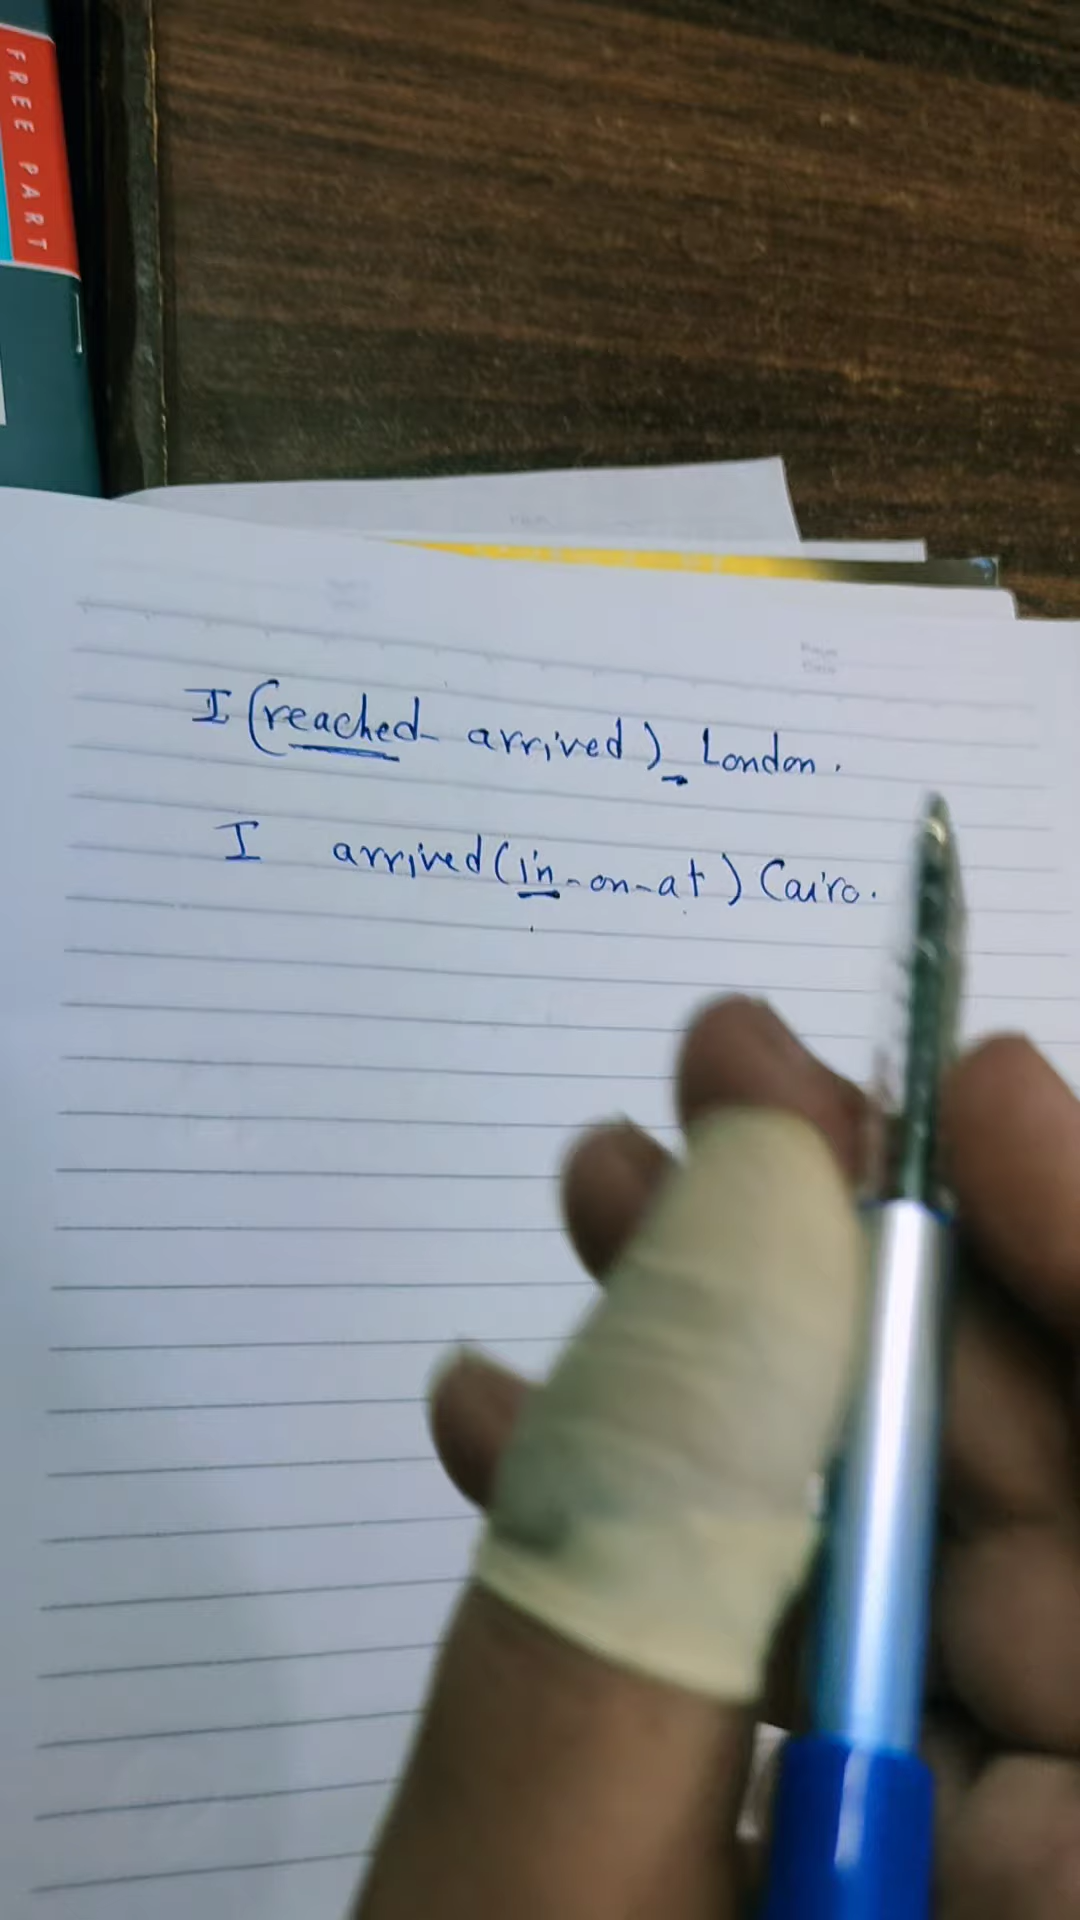 FREE PART
I (reached - arrived) _ London.
I arrived (in - on - at) Cairo.